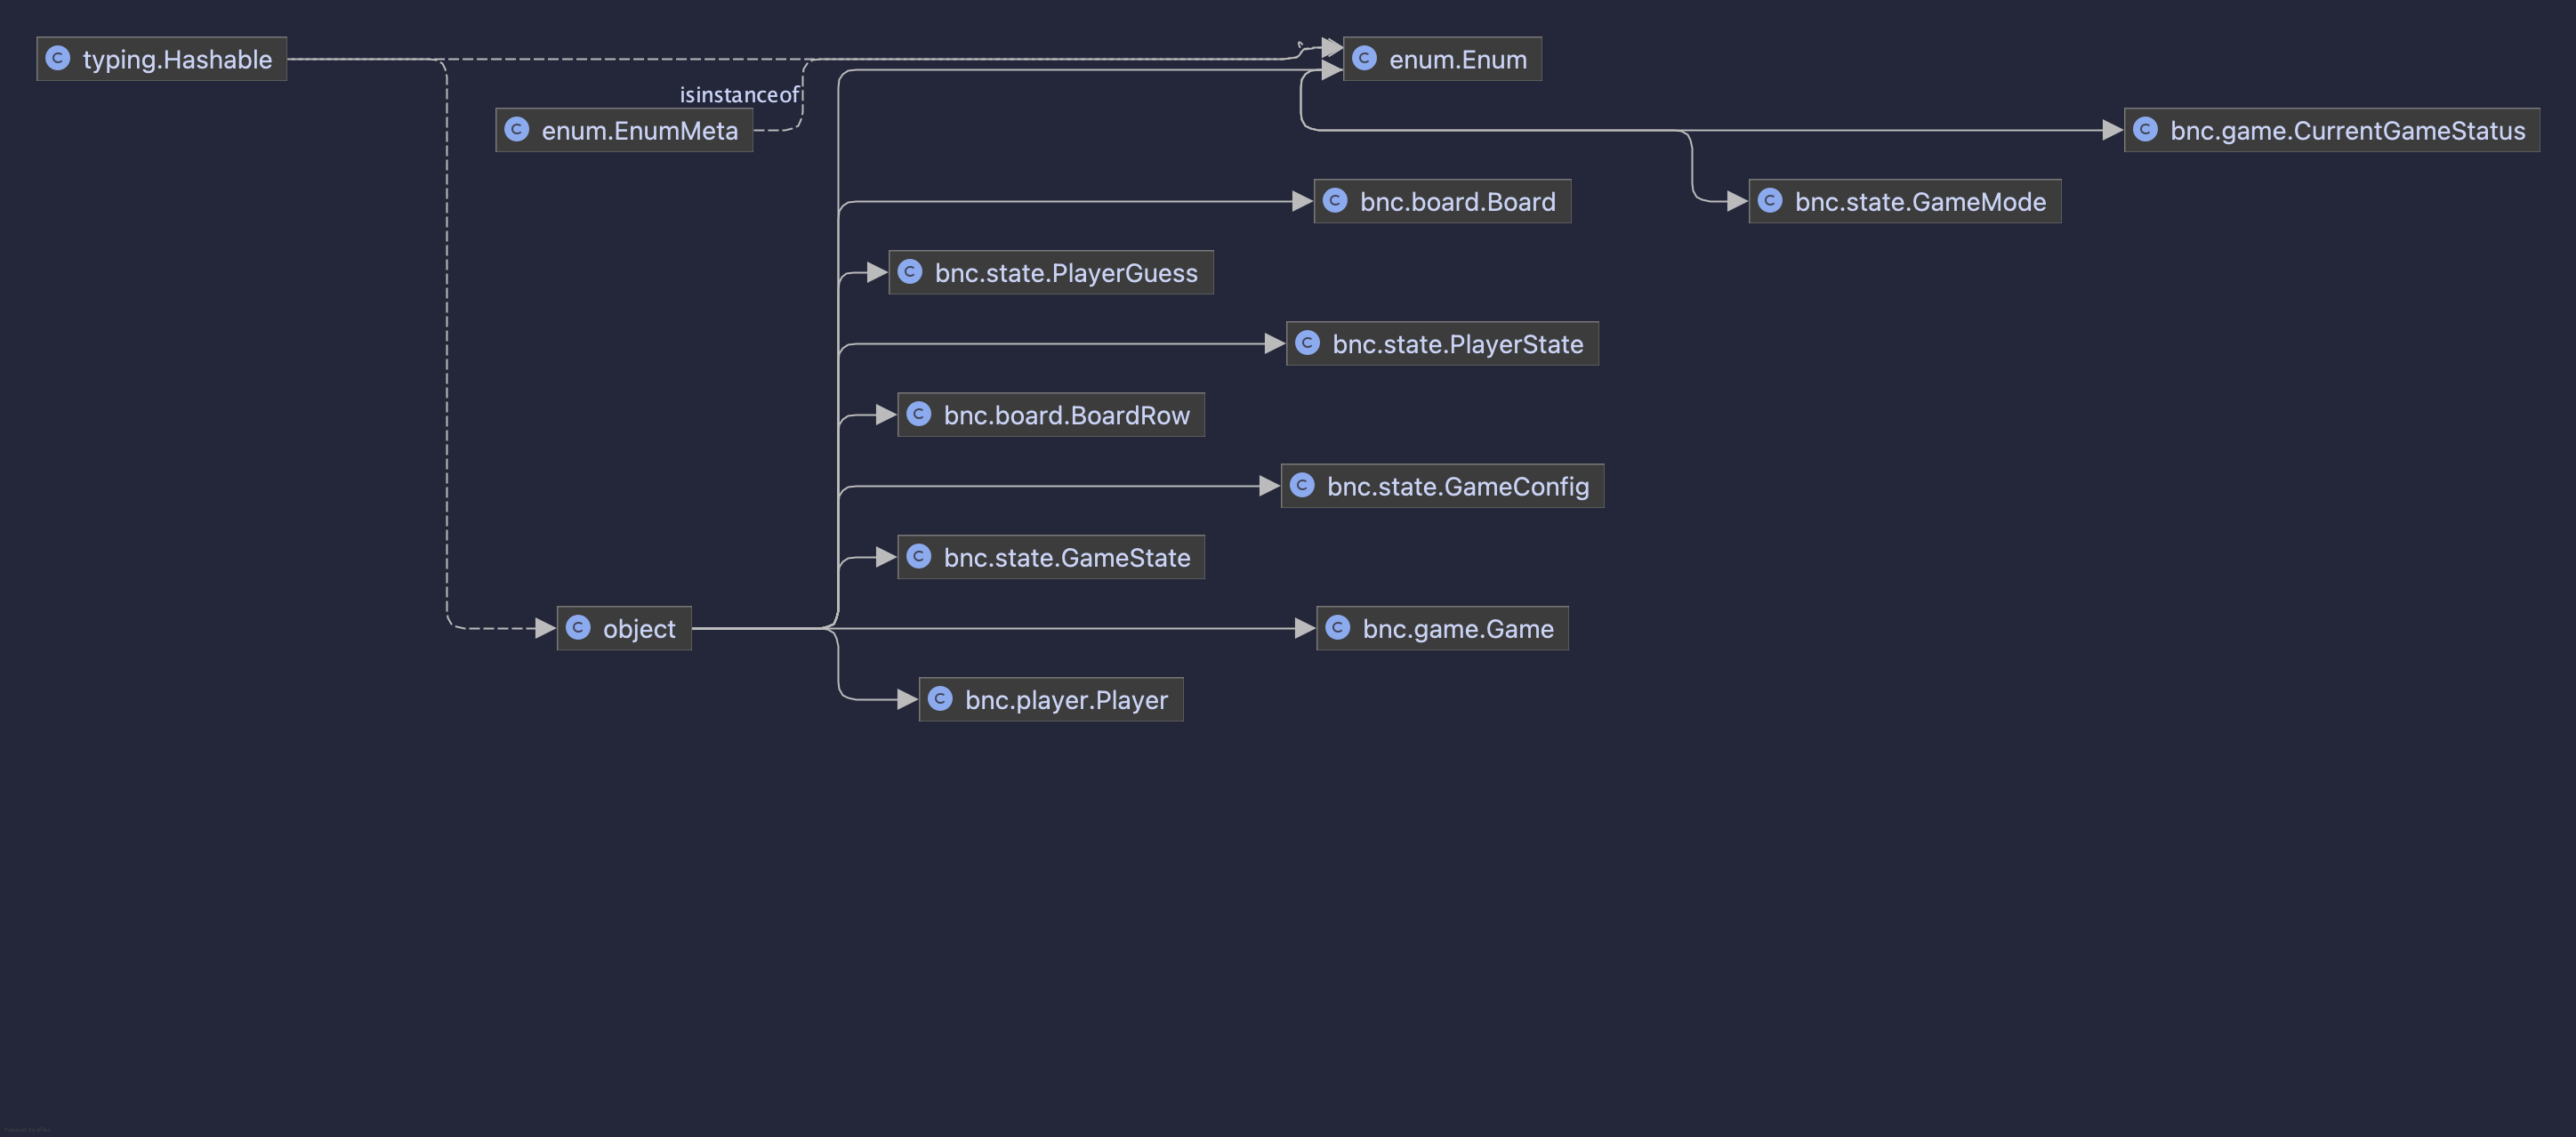 typing.Hashable
enum.Enum
isinstanceof
enum.EnumMeta
bnc.game.CurrentGameStatus
bnc.board.Board
bnc.state.GameMode
bnc.state.PlayerGuess
bnc.state.PlayerState
bnc.board.BoardRow
bnc.state.GameConfig
bnc.state.GameState
object
bnc.game.Game
bnc.player.Player